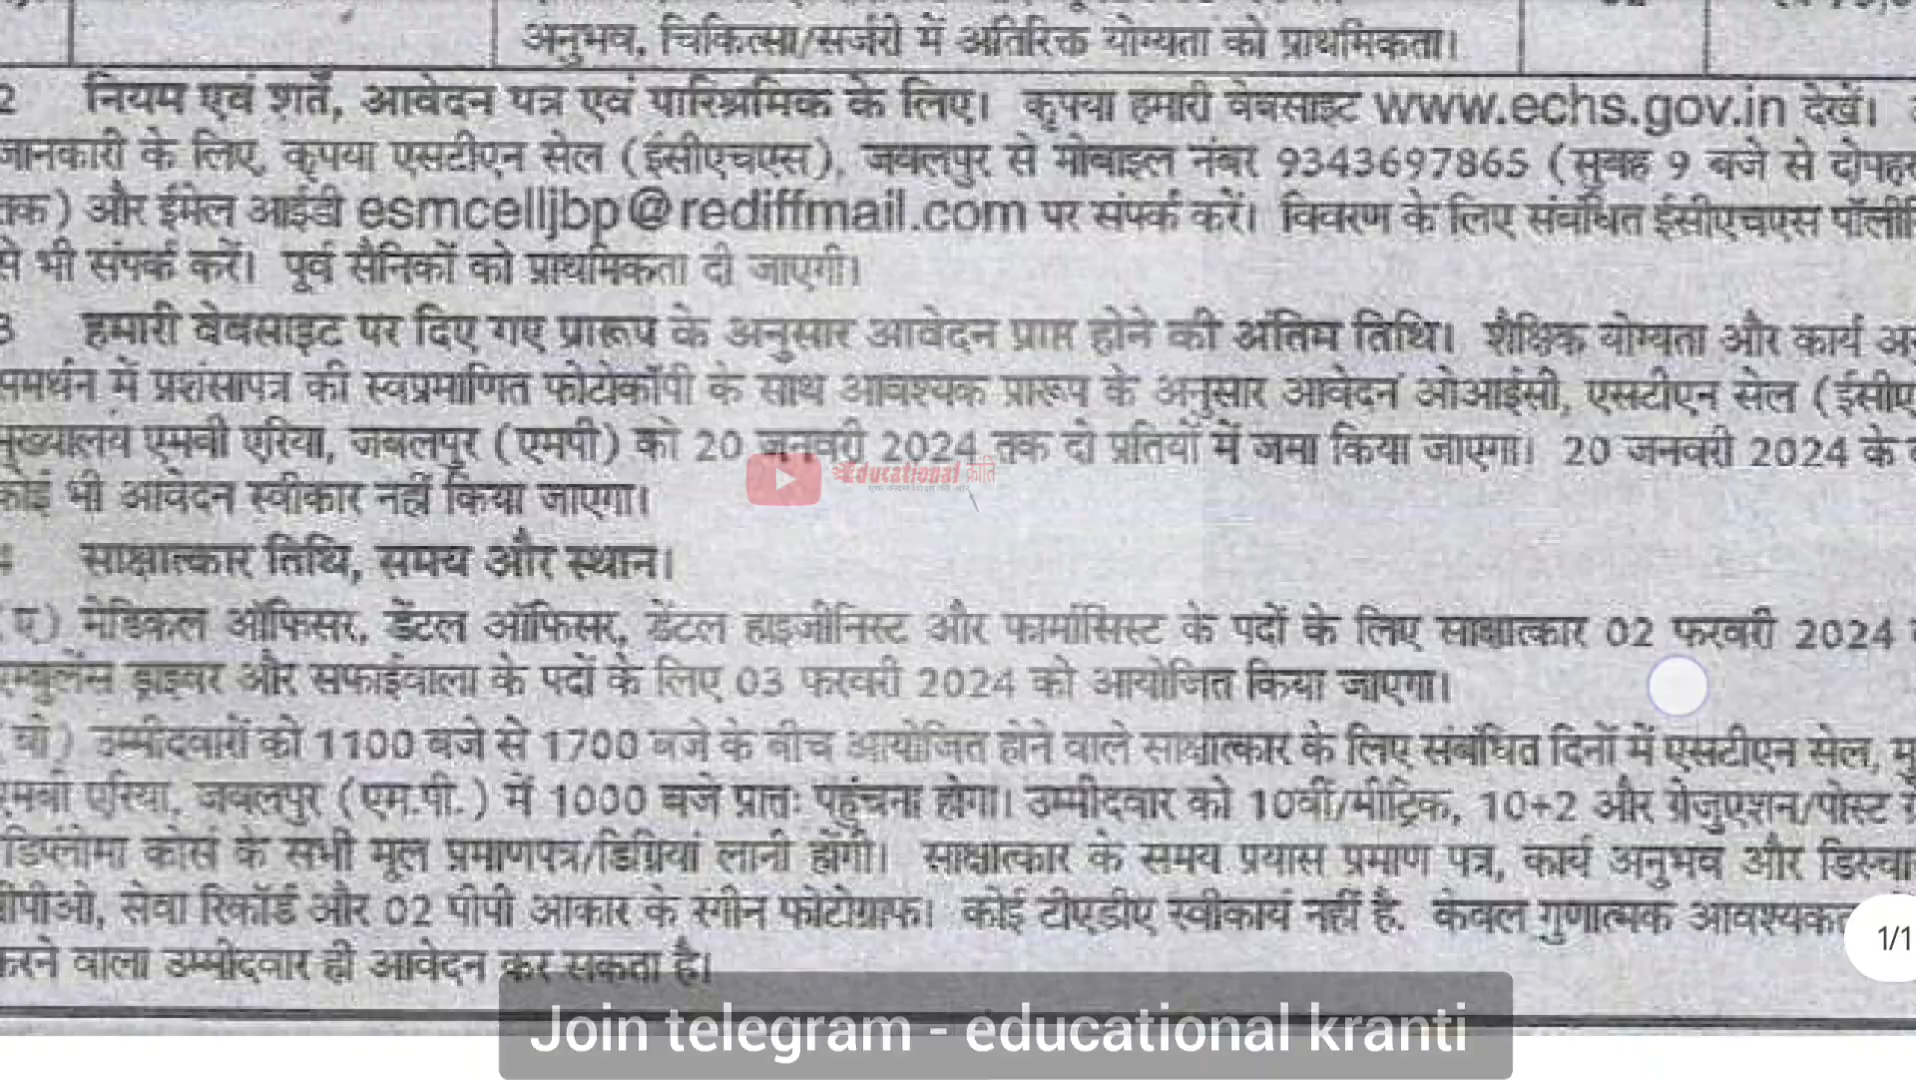 अनुभव, चिकित्सा/सर्जरी में अतिरिक्त योग्यता को प्राथमिकता।
2 नियम एवं शर्तें, आवेदन पत्र एवं पारिश्रमिक के लिए। कृपया हमारी वेबसाइट www.echs.gov.in देखें।
जानकारी के लिए, कृपया एसटीएन सेल (ईसीएचएस), जबलपुर से मोबाइल नंबर 9343697865 (सुबह 9 बजे से दोपहर
तक) और ईमेल आईडी esmcelljbp@rediffmail.com पर संपर्क करें। विवरण के लिए संबंधित ईसीएचएस
से भी संपर्क करें। पूर्व सैनिकों को प्राथमिकता दी जाएगी।
3 हमारी वेबसाइट पर दिए गए प्रारूप के अनुसार आवेदन प्राप्त होने की अंतिम तिथि। शैक्षिक योग्यता और कार्य
समर्थन में प्रशंसापत्र की स्वप्रमाणित फोटोकॉपी के साथ आवश्यक प्रारूप के अनुसार आवेदन ओआईसी, एसटीएन सेल
मुख्यालय एमबी एरिया, जबलपुर (एमपी) को 20 जनवरी 2024 तक दो प्रतियों में जमा किया जाएगा। 20 जनवरी 2024 के
Educational क्रांति
कोई भी आवेदन स्वीकार नहीं किया जाएगा।
साक्षात्कार तिथि, समय और स्थान।
(ए) मेडिकल ऑफिसर, डेंटल ऑफिसर, डेंटल हाइजीनिस्ट और फार्मासिस्ट के पदों के लिए साक्षात्कार 02 फरवरी 2024
एम्बुलेंस ड्राइवर और सफाईवाला के पदों के लिए 03 फरवरी 2024 को आयोजित किया जाएगा।
(बी) उम्मीदवारों को 1100 बजे से 1700 बजे के बीच आयोजित होने वाले साक्षात्कार के लिए संबंधित दिनों में एसटीएन सेल,
एमबी एरिया, जबलपुर (एम.पी.) में 1000 बजे प्रातः पहुंचना होगा। उम्मीदवार को 10वीं/मीट्रिक, 10+2 और ग्रेजुएशन/पोस्ट
डिप्लोमा कोर्स के सभी मूल प्रमाणपत्र/डिग्रियां लानी होंगी। साक्षात्कार के समय प्रयास प्रमाण पत्र, कार्य अनुभव और
पीपीओ, सेवा रिकॉर्ड और 02 पीपी आकार के रंगीन फोटोग्राफ। कोई टीएडीए स्वीकार्य नहीं है. केवल गुणात्मक
करने वाला उम्मीदवार ही आवेदन कर सकता है।
1/1
Join telegram - educational kranti